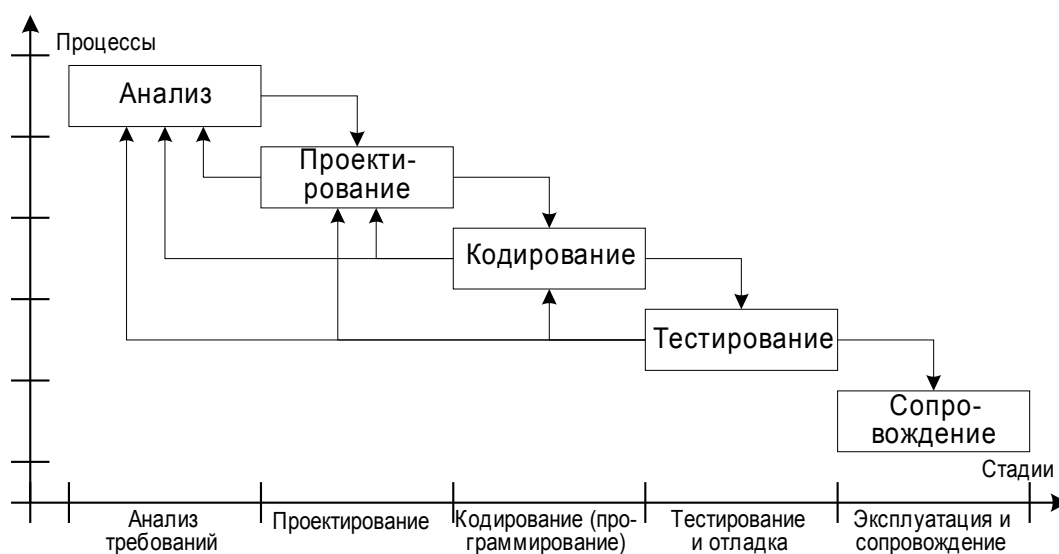 Процессы
Анализ
Проекти-
рование
Кодирование
Тестирование
Сопро-
вождение
Стадии
Анализ
требований
Проектирование
Кодирование (про-
граммирование)
Тестирование
и отладка
Эксплуатация и
сопровождение